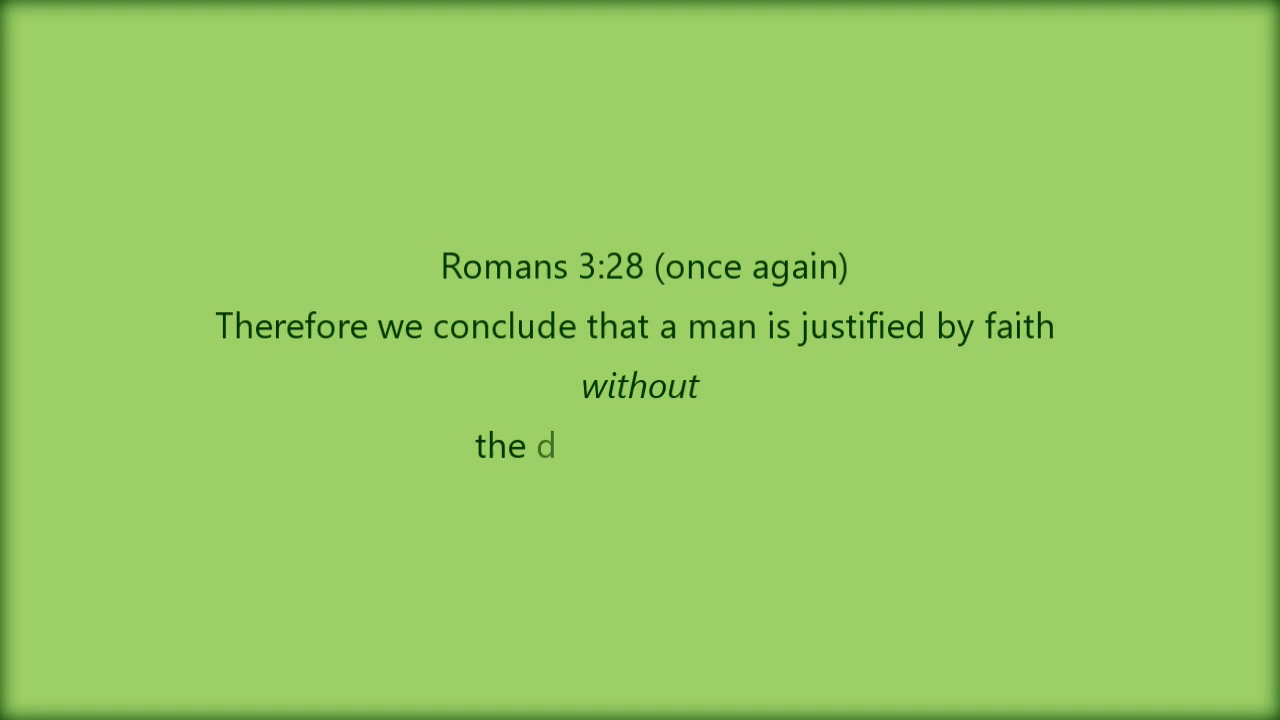 Romans 3:28 (once again)
Therefore we conclude that a man is justified by faith
without
the d